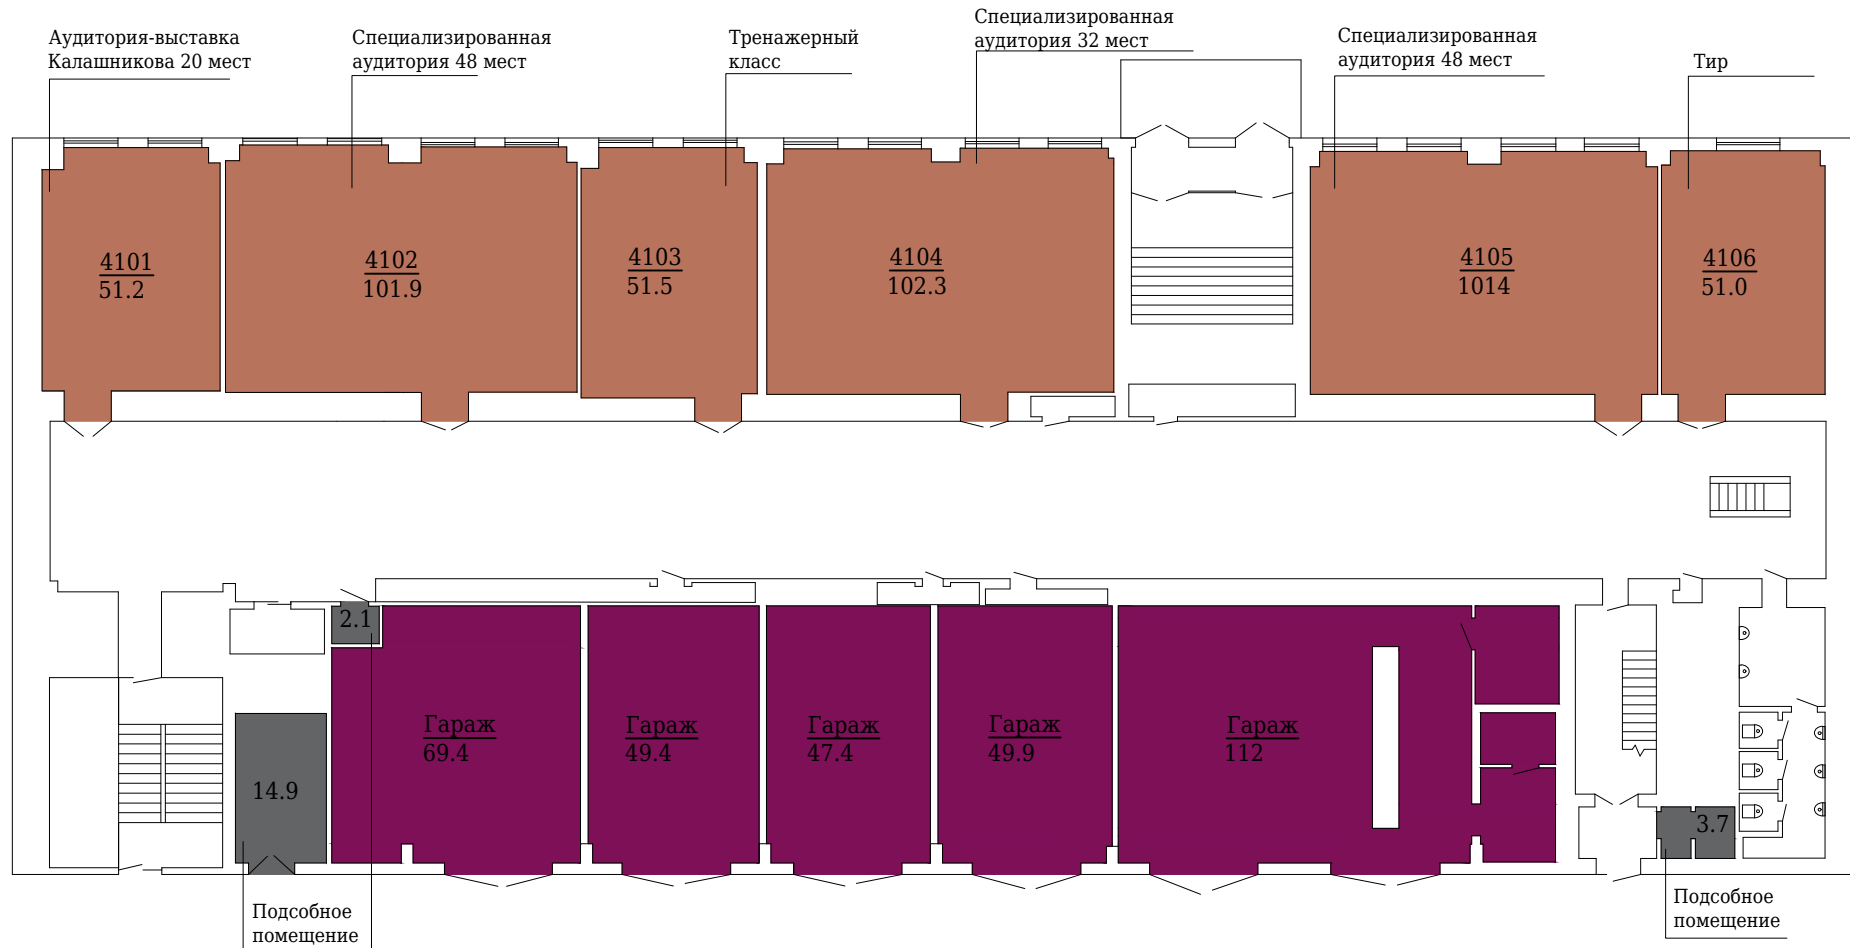 Аудитория-выставка
Калашникова 20 мест
Специализированная
аудитория 48 мест
Тренажерный
класс
Специализированная
аудитория 32 мест
Специализированная
аудитория 48 мест
Тир
4101
51.2
4102
101.9
4103
51.5
4104
102.3
4105
1014
4106
51.0
2.1
Гараж
69.4
Гараж
49.4
Гараж
47.4
Гараж
49.9
Гараж
112
14.9
3.7
Подсобное
помещение
Подсобное
помещение